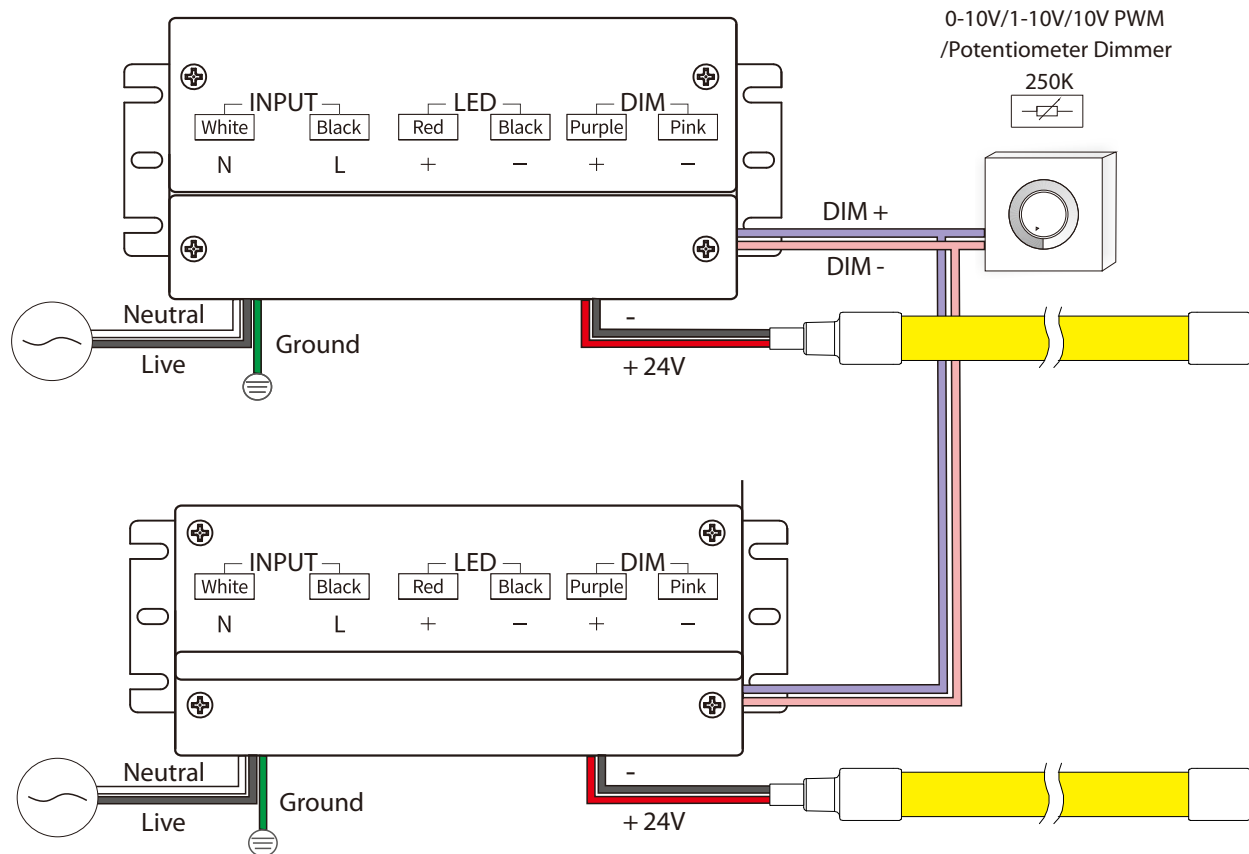 0-10V/1-10V/10V PWM
/Potentiometer Dimmer
250K
INPUT LED DIM
White Black Red Black Purple Pink
N L + − + −
DIM +
DIM -
Neutral
Live
Ground
-
+ 24V
INPUT LED DIM
White Black Red Black Purple Pink
N L + − + −
Neutral
Live
Ground
-
+ 24V